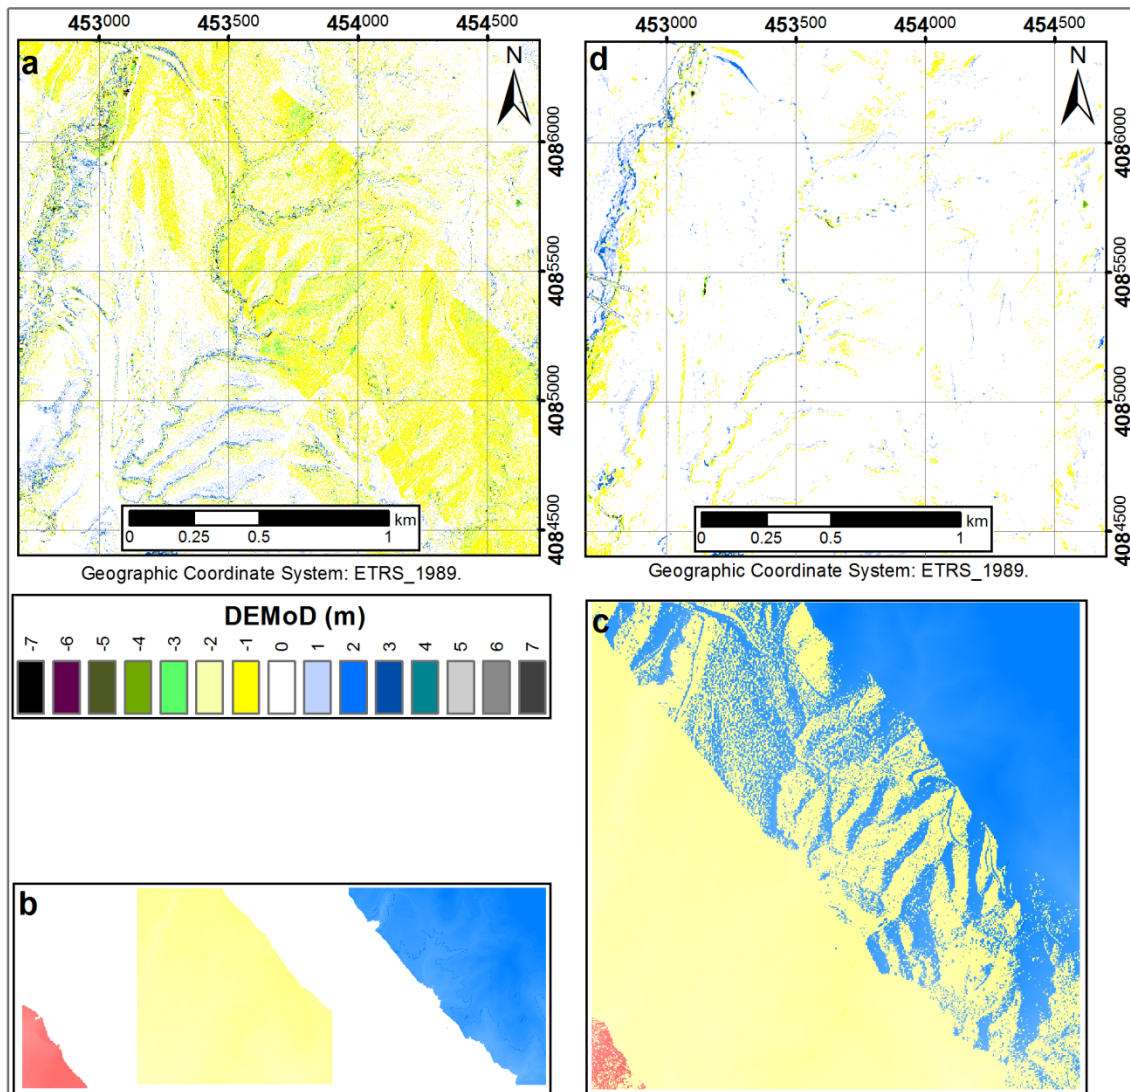 453000 453500 454000 454500
453000 453500 454000 454500
a
N
4086000
4085500
4085000
4084500
km
0 0.25 0.5 1
Geographic Coordinate System: ETRS_1989.
d
N
4086000
4085500
4085000
4084500
km
0 0.25 0.5 1
Geographic Coordinate System: ETRS_1989.
DEMoD (m)
-7 -6 -5 -4 -3 -2 -1 0 1 2 3 4 5 6 7
c
b